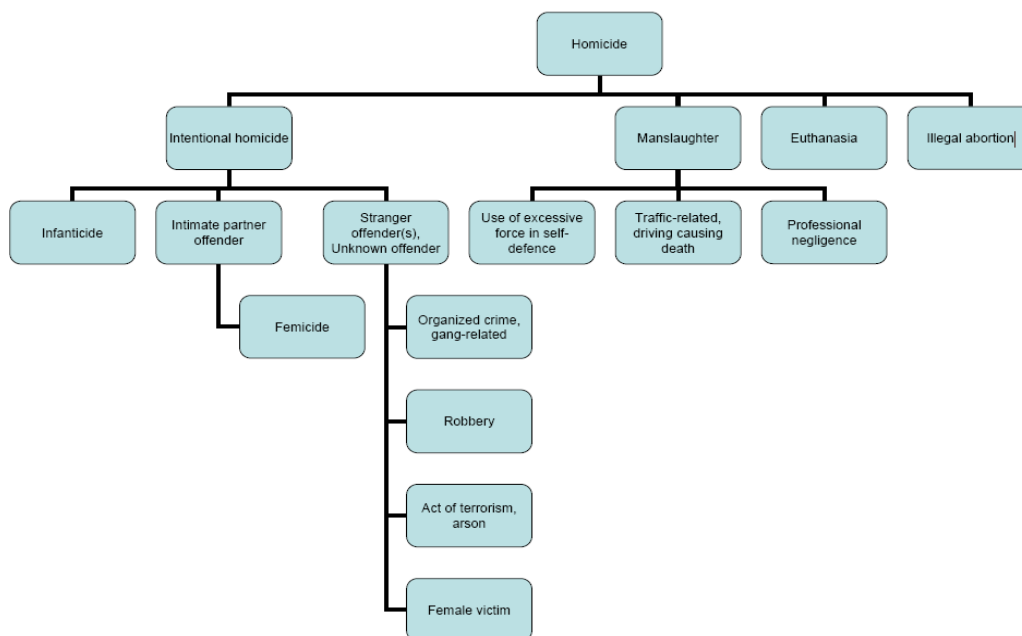 Homicide
Intentional homicide
Manslaughter
Euthanasia
Illegal abortion
Infanticide
Intimate partner
offender
Stranger
offender(s),
Unknown offender
Use of excessive
force in self-
defence
Traffic-related,
driving causing
death
Professional
negligence
Femicide
Organized crime,
gang-related
Robbery
Act of terrorism,
arson
Female victim